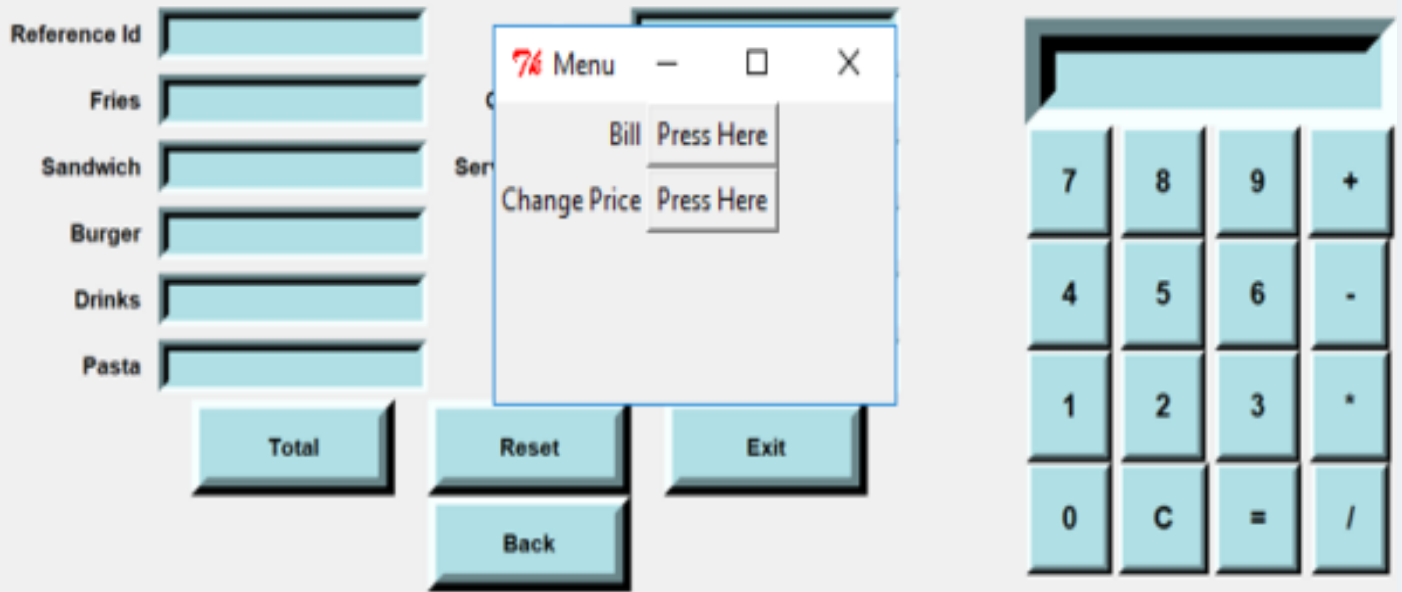 Reference Id
Fries
Sandwich
Burger
Drinks
Pasta
Menu
Bill Press Here
Change Price Press Here
Total Reset Exit
Back
7 8 9 +
4 5 6 -
1 2 3 *
0 C = /